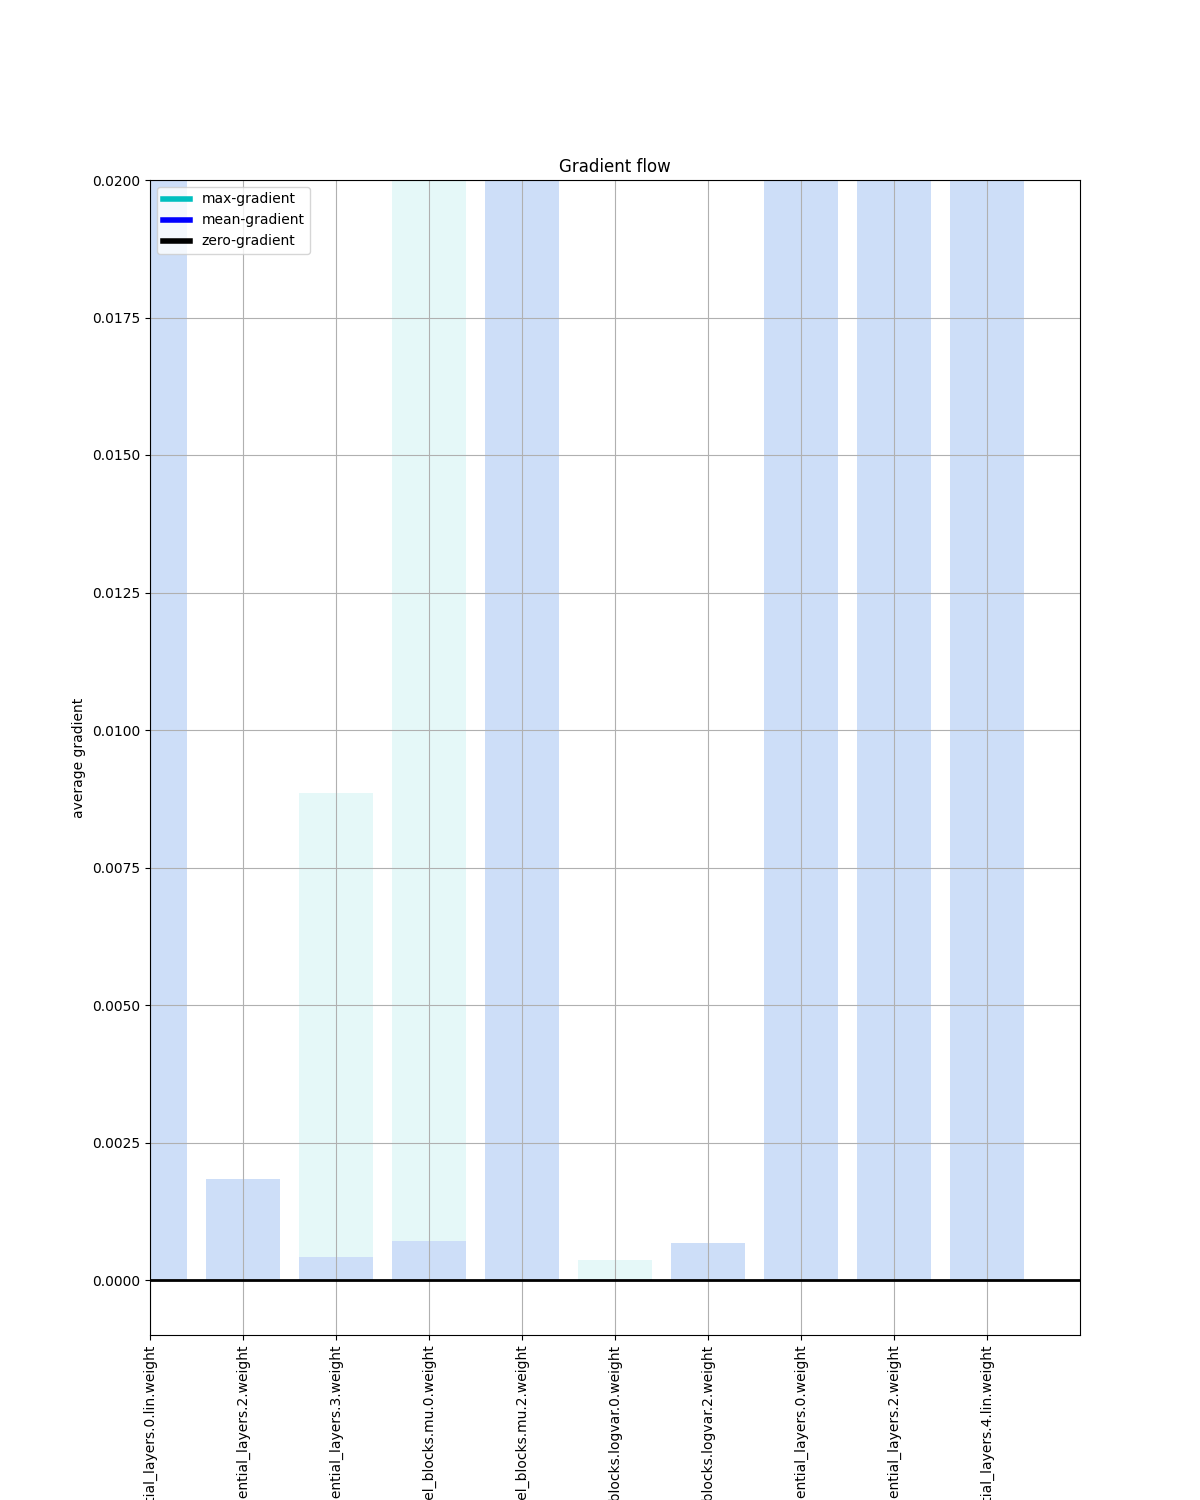 Gradient flow
max-gradient
mean-gradient
zero-gradient
0.0200
0.0175
0.0150
0.0125
0.0100
0.0075
0.0050
0.0025
0.0000
average gradient
tial_layers.0.lin.weight
ential_layers.2.weight
ential_layers.3.weight
el_blocks.mu.0.weight
el_blocks.mu.2.weight
blocks.logvar.0.weight
blocks.logvar.2.weight
ential_layers.0.weight
ential_layers.2.weight
tial_layers.4.lin.weight